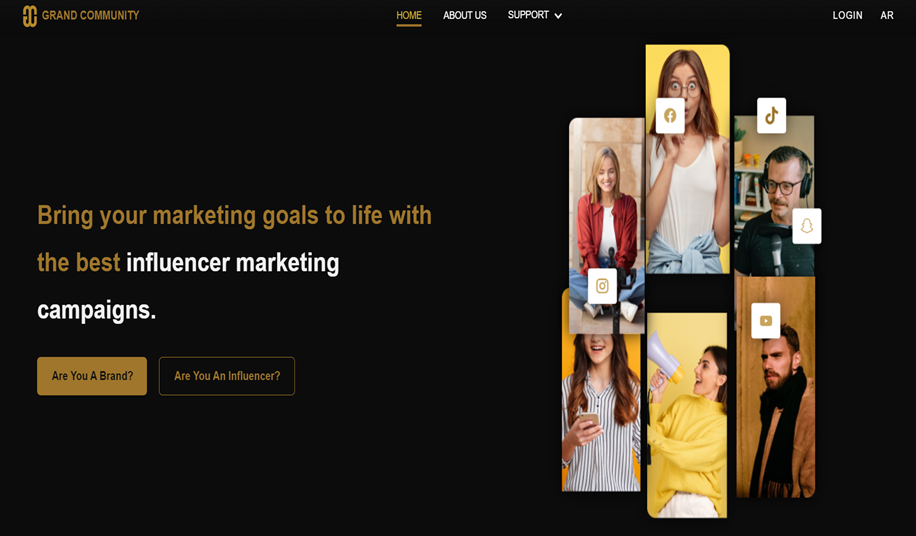 GRAND COMMUNITY
HOME
ABOUT US
SUPPORT
LOGIN
AR
Bring your marketing goals to life with
the best influencer marketing
campaigns.
Are You A Brand?
Are You An Influencer?